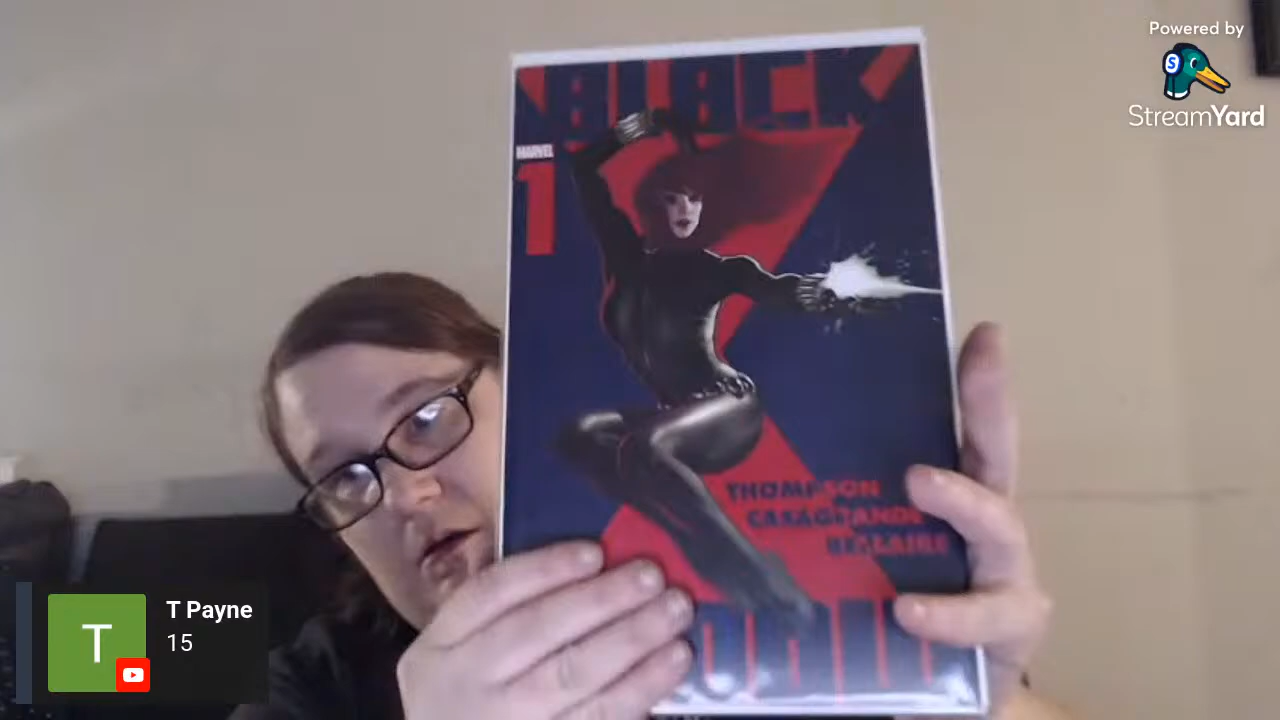 Powered by
StreamYard
BLACK
MARVEL
1
THOMPSON
CASAGRANDE
BELLAIRE
T Payne
15
T